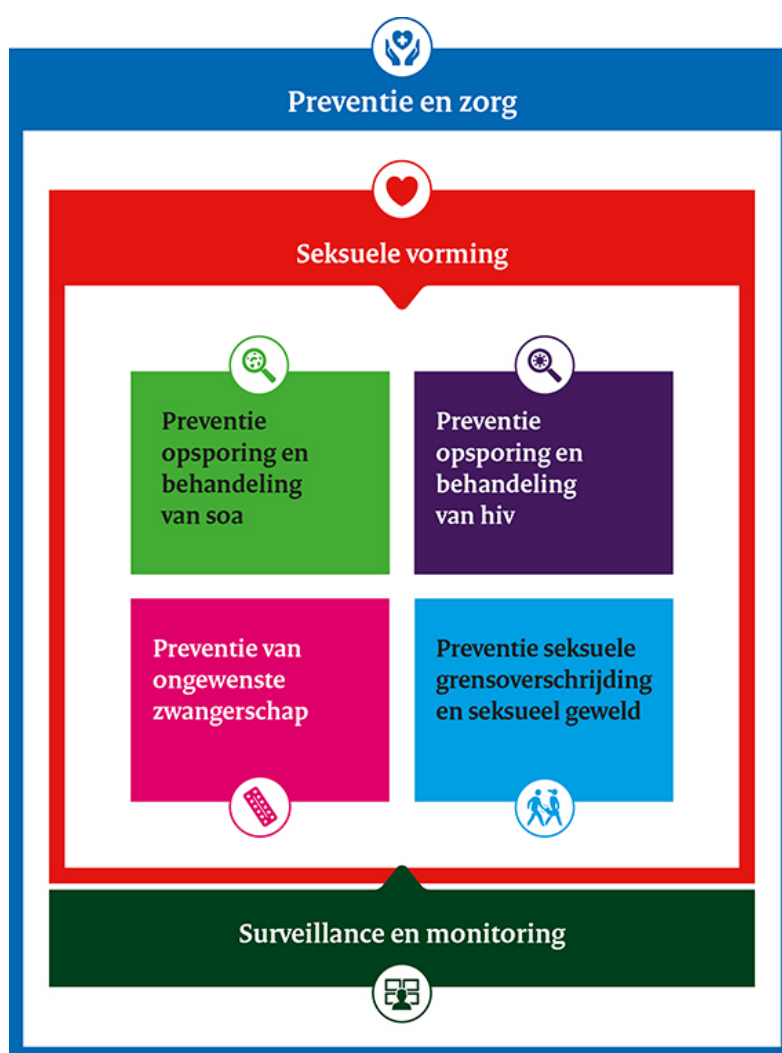 Preventie en zorg
Seksuele vorming
Preventie
opsporing en
behandeling
van soa
Preventie
opsporing en
behandeling
van hiv
Preventie van
ongewenste
zwangerschap
Preventie seksuele
grensoverschrijding
en seksueel geweld
Surveillance en monitoring